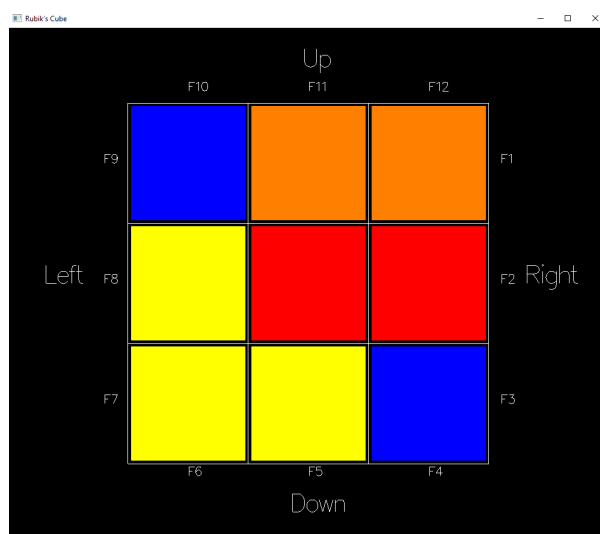 Rubik's Cube
Up
F10 F11 F12
F9 F1
Left F8 F2 Right
F7 F3
F6 F5 F4
Down